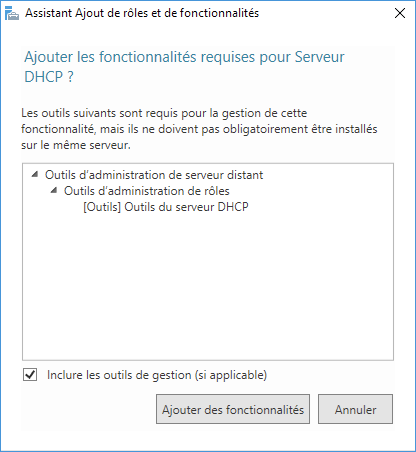 Assistant Ajout de rôles et de fonctionnalités
Ajouter les fonctionnalités requises pour Serveur
DHCP ?
Les outils suivants sont requis pour la gestion de cette
fonctionnalité, mais ils ne doivent pas obligatoirement être installés
sur le même serveur.
Outils d'administration de serveur distant
Outils d'administration de rôles
[Outils] Outils du serveur DHCP
Inclure les outils de gestion (si applicable)
Ajouter des fonctionnalités
Annuler